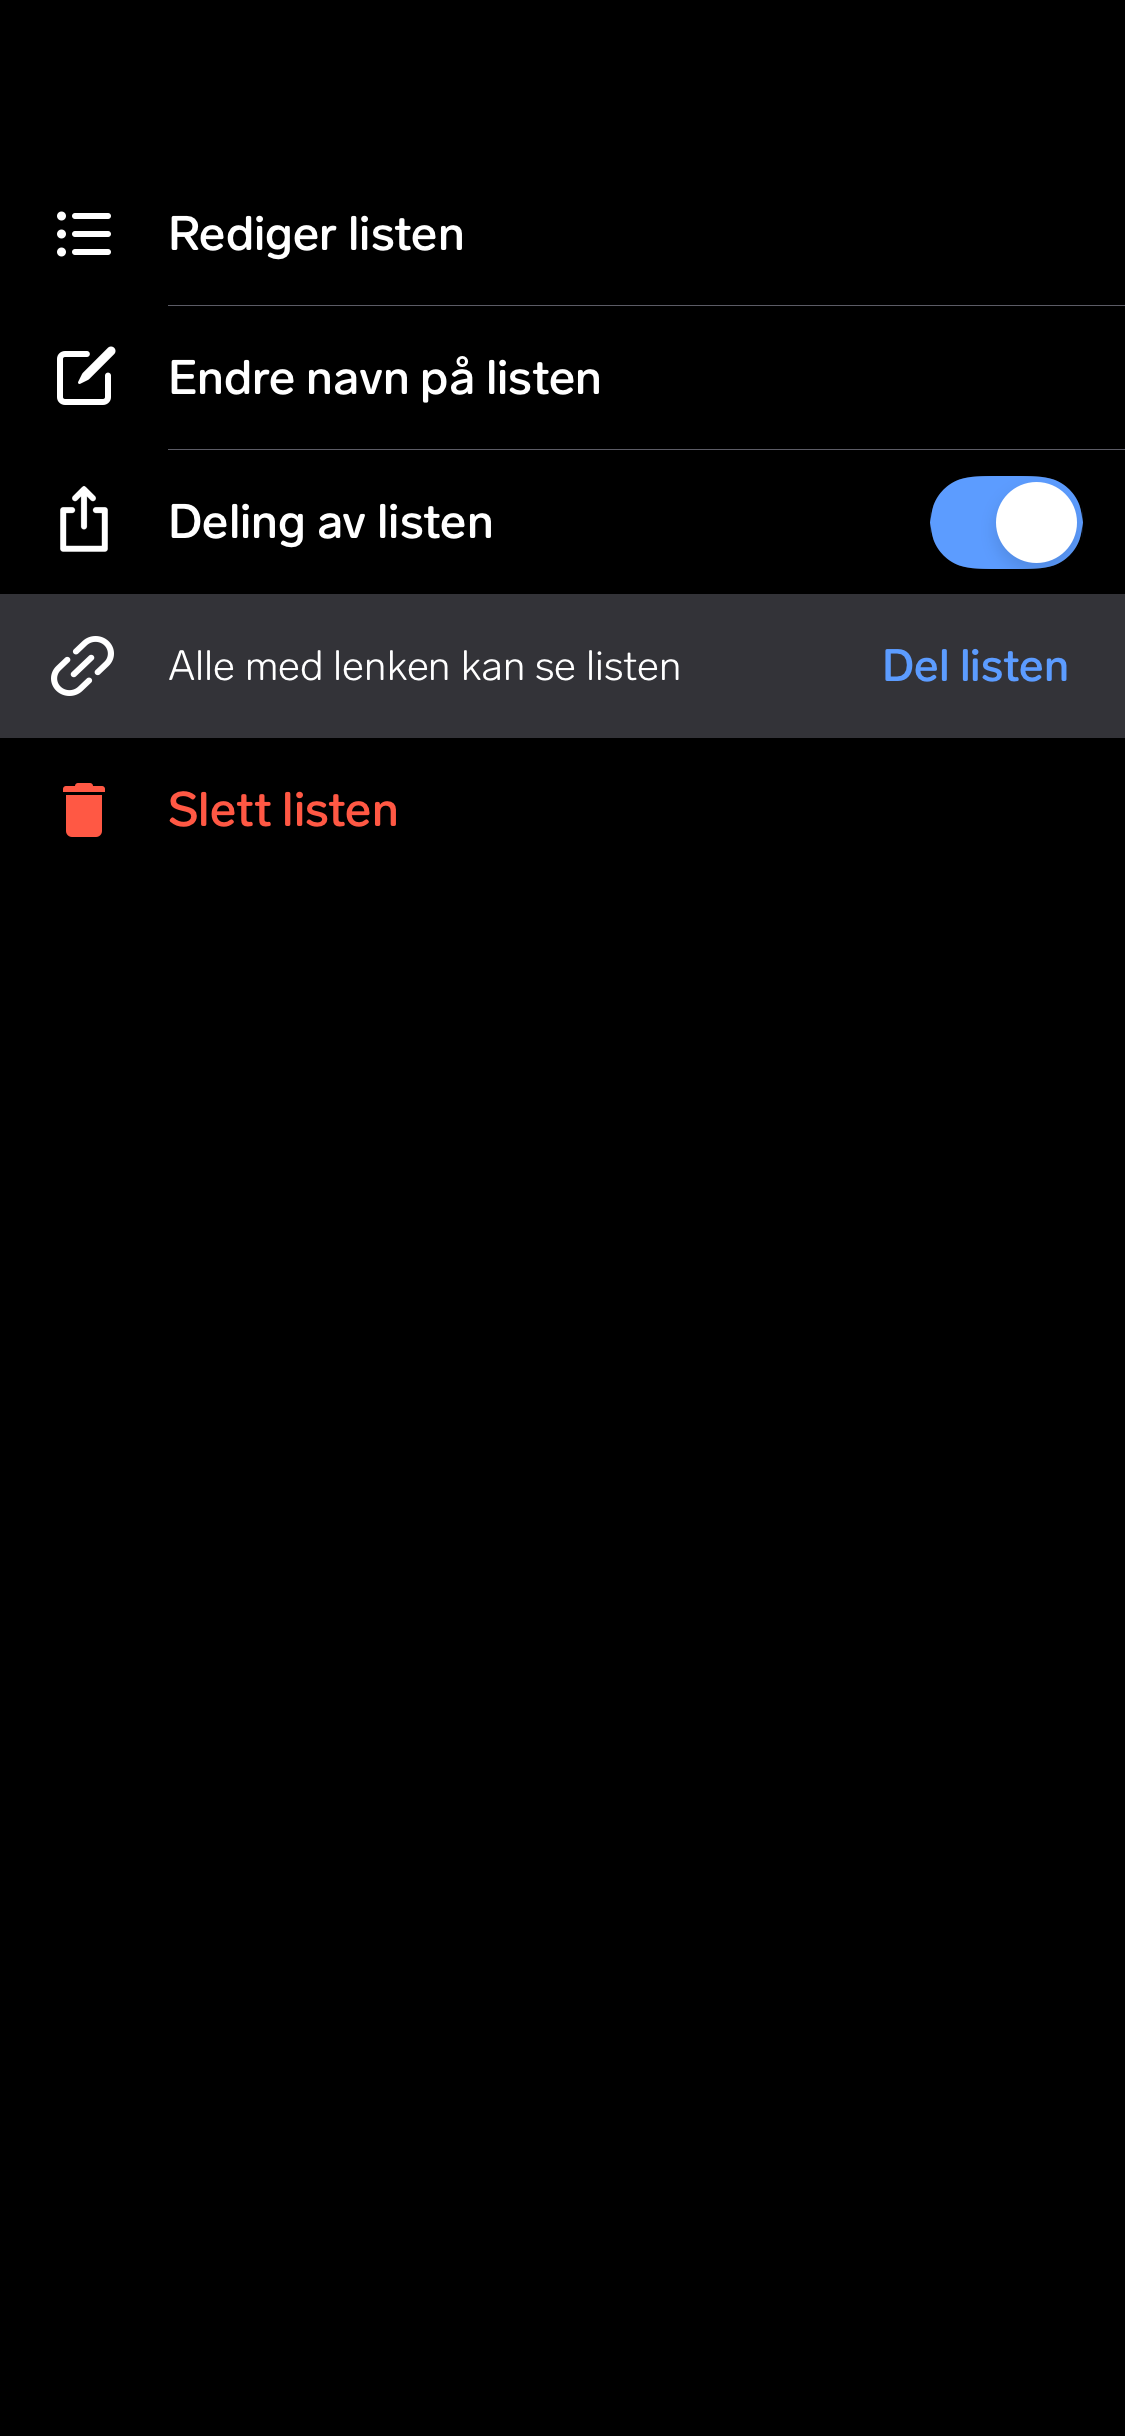 Rediger listen
Endre navn på listen
Deling av listen
Alle med lenken kan se listen Del listen
Slett listen